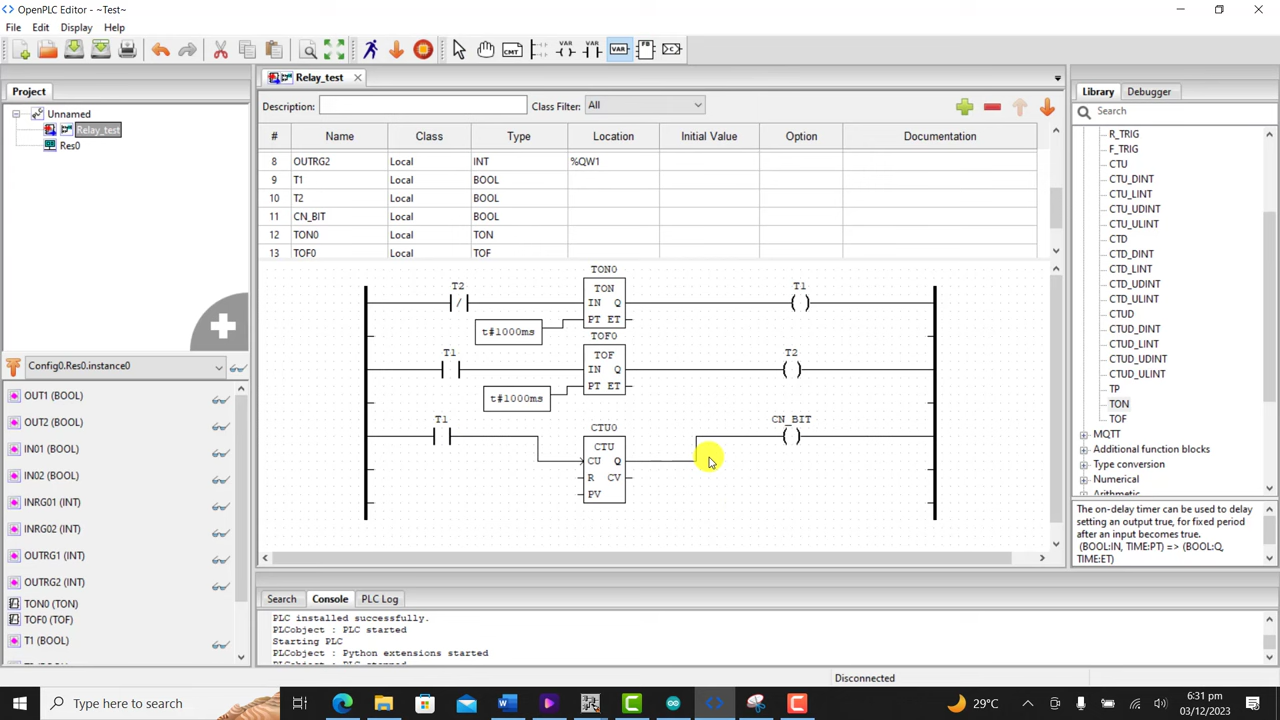 OpenPLC Editor - ~Test~
File Edit Display Help
CMT VAR VAR VAR FB
Project
Unnamed
Relay_test
Res0
Config0.Res0.instance0
OUT1 (BOOL)
OUT2 (BOOL)
IN01 (BOOL)
IN02 (BOOL)
INRG01 (INT)
INRG02 (INT)
OUTRG1 (INT)
OUTRG2 (INT)
TON0 (TON)
TOF0 (TOF)
T1 (BOOL)
Relay_test
Description: Class Filter: All
# Name Class Type Location Initial Value Option Documentation
8 OUTRG2 Local INT %QW1
9 T1 Local BOOL
10 T2 Local BOOL
11 CN_BIT Local BOOL
12 TON0 Local TON
13 TOF0 Local TOF
TON0
T2 TON T1
/ IN Q ( )
t#1000ms PT ET
TOF0
T1 TOF T2
IN Q ( )
t#1000ms PT ET
T1 CTU0 CN_BIT
CTU ( )
CU Q
R CV
PV
Search Console PLC Log
PLC installed successfully.
PLCobject : PLC started
Starting PLC
PLCobject : Python extensions started
PLCobject : PLC stopped
Disconnected
Library Debugger
Search
R_TRIG
F_TRIG
CTU
CTU_DINT
CTU_LINT
CTU_UDINT
CTU_ULINT
CTD
CTD_DINT
CTD_LINT
CTD_UDINT
CTD_ULINT
CTUD
CTUD_DINT
CTUD_LINT
CTUD_UDINT
CTUD_ULINT
TP
TON
TOF
MQTT
Additional function blocks
Type conversion
Numerical
Arithmetic
The on-delay timer can be used to delay
setting an output true, for fixed period
after an input becomes true.
(BOOL:IN, TIME:PT) => (BOOL:Q,
TIME:ET)
Type here to search
29°C
6:31 pm
03/12/2023